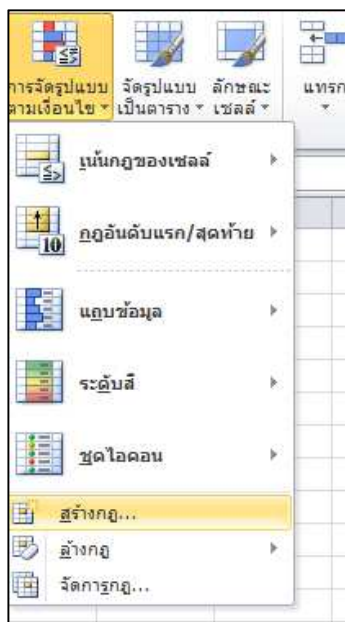 การจัดรูปแบบ จัดรูปแบบ ลักษณะ แทรก
ตามเงื่อนไข เป็นตาราง เซลล์
เน้นกฎของเซลล์
กฎอันดับแรก/สุดท้าย
10
แถบข้อมูล
ระดับสี
ชุดไอคอน
สร้างกฎ...
ล้างกฎ
จัดการกฎ...